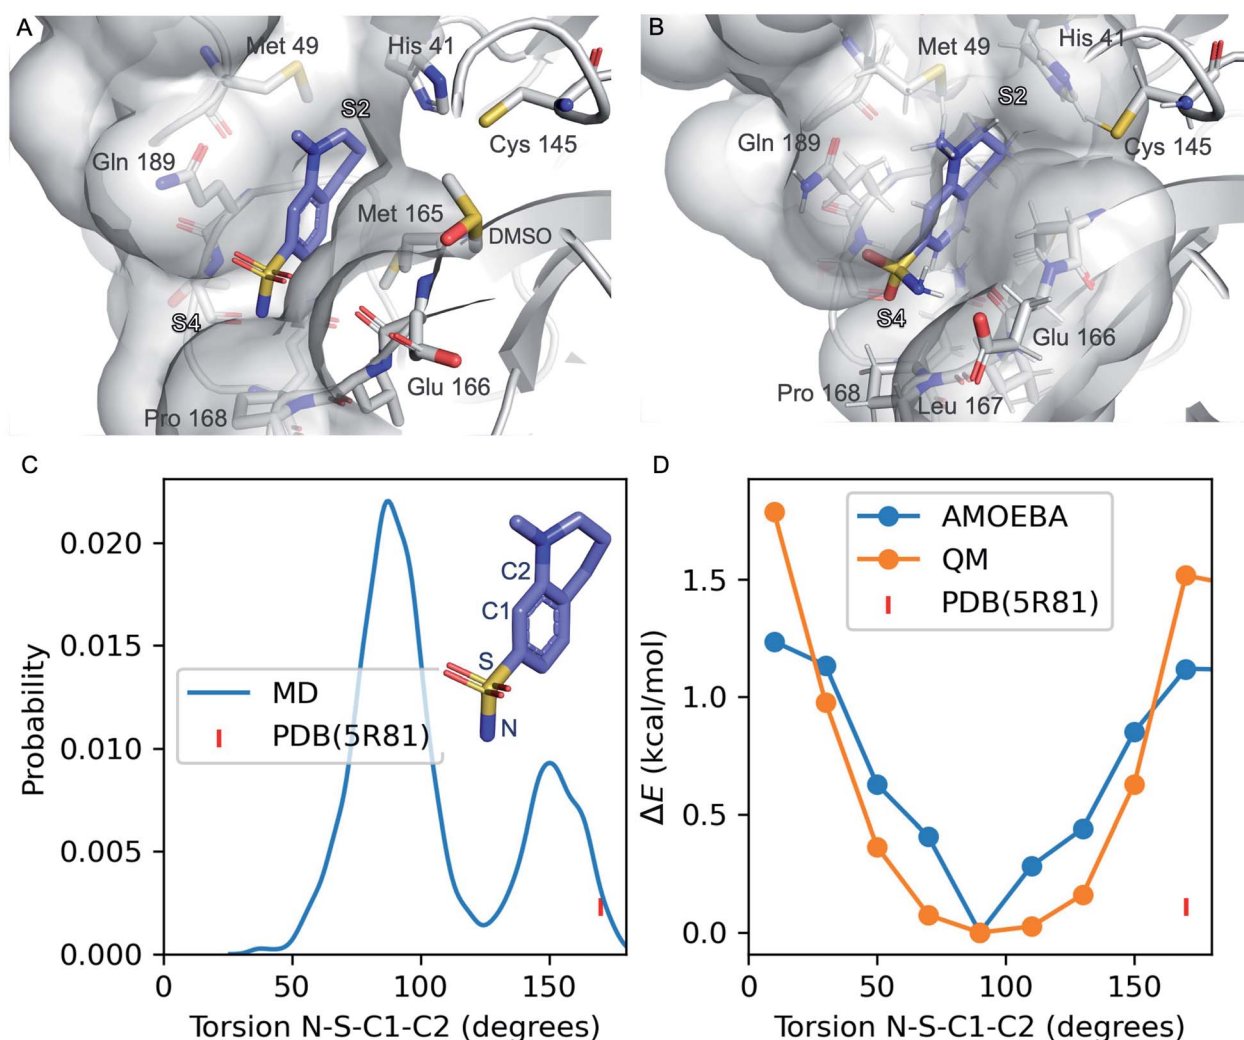 A
Met 49
His 41
S2
Gln 189
Cys 145
Met 165
DMSO
S4
Glu 166
Pro 168
B
Met 49
His 41
S2
Gln 189
Cys 145
S4
Glu 166
Pro 168
Leu 167
C
Probability
0.020
0.015
0.010
0.005
0.000
0
50
100
150
Torsion N-S-C1-C2 (degrees)
MD
PDB(5R81)
C2
C1
S
N
D
ΔE (kcal/mol)
1.5
1.0
0.5
0.0
0
50
100
150
Torsion N-S-C1-C2 (degrees)
AMOEBA
QM
PDB(5R81)